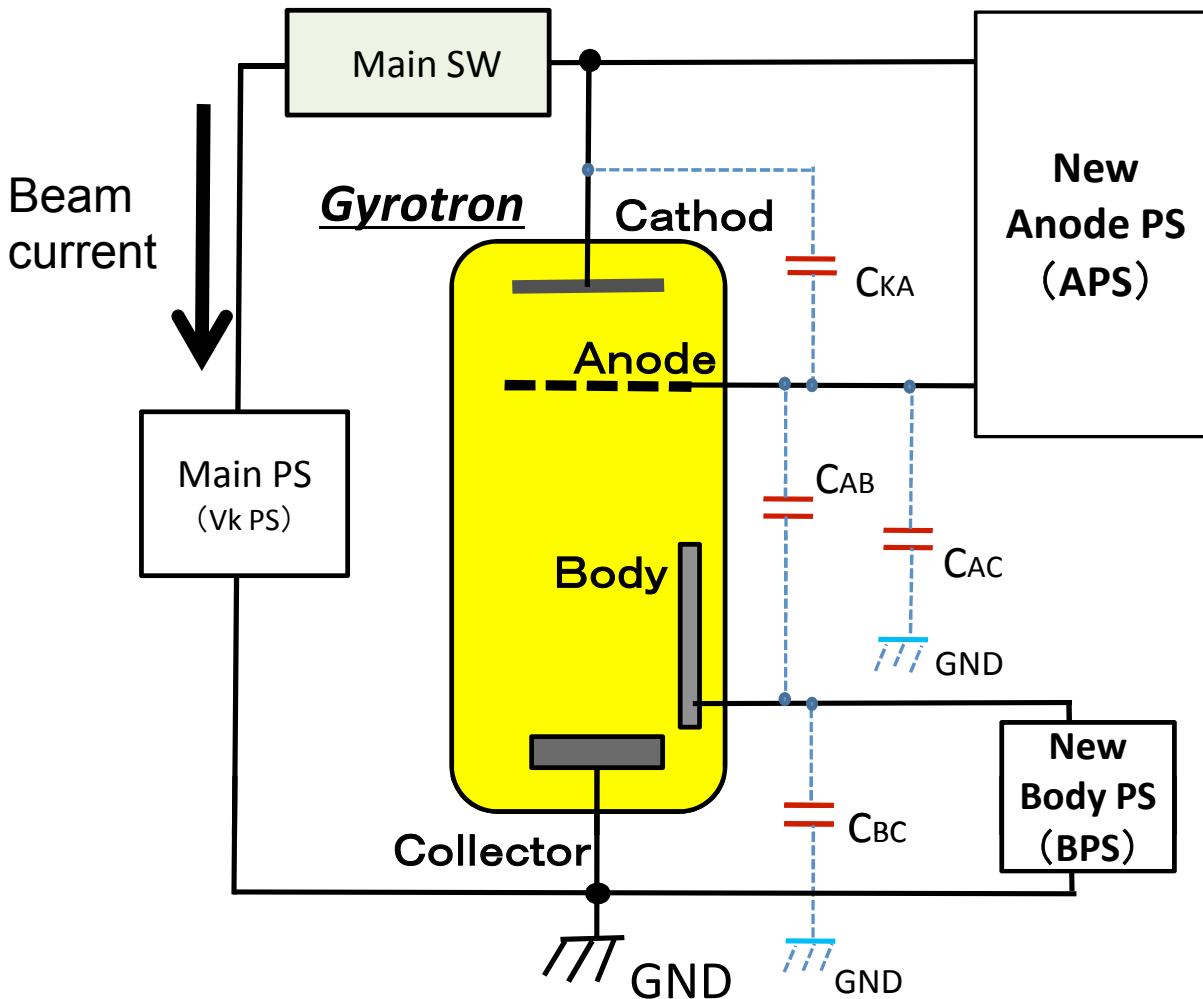 Main SW
New
Anode PS
（APS）
Beam
current
Gyrotron
Cathod
CKA
Anode
Main PS
（Vk PS）
CAB
CAC
Body
GND
New
Body PS
（BPS）
CBC
Collector
GND
GND